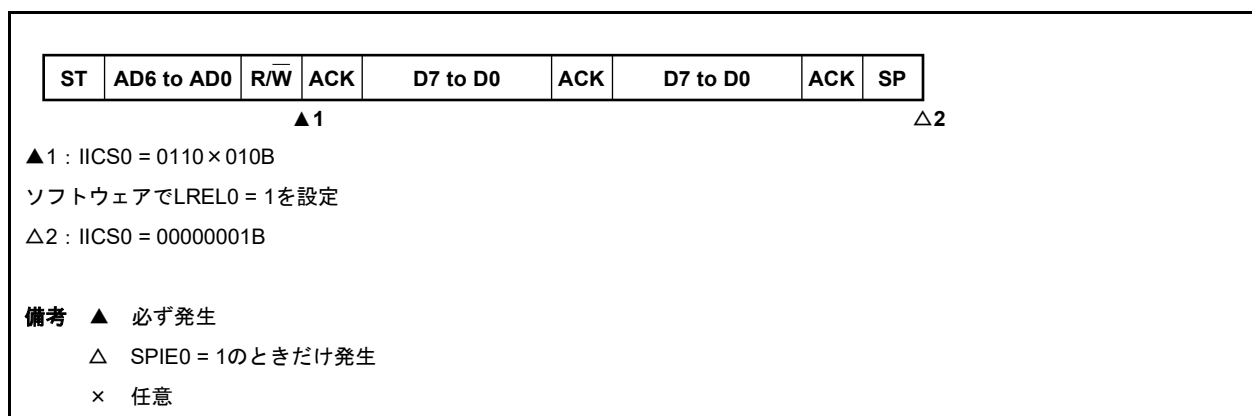 ST AD6 to AD0 R/W̅ ACK D7 to D0 ACK D7 to D0 ACK SP
▲1 △2
▲1：IICS0 = 0110×010B
ソフトウェアでLREL0 = 1を設定
△2：IICS0 = 00000001B
備考 ▲ 必ず発生
△ SPIE0 = 1のときだけ発生
× 任意